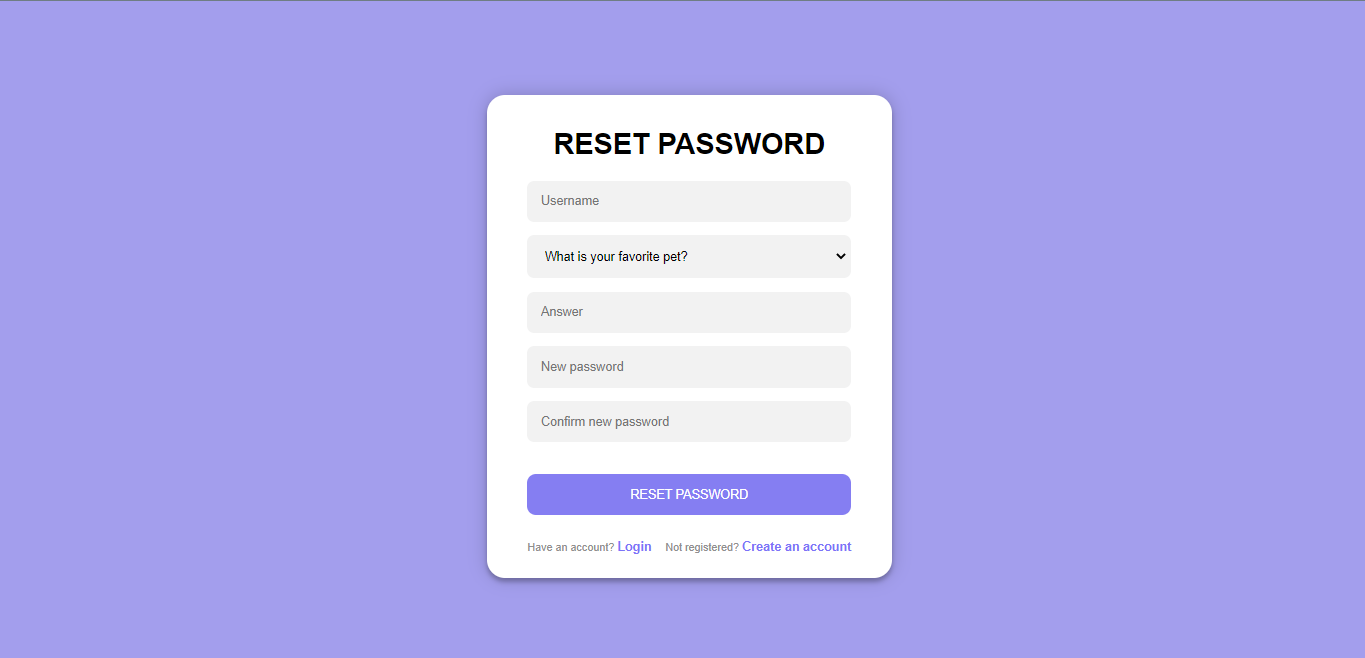 RESET PASSWORD
Username
What is your favorite pet?
Answer
New password
Confirm new password
RESET PASSWORD
Have an account? Login Not registered? Create an account